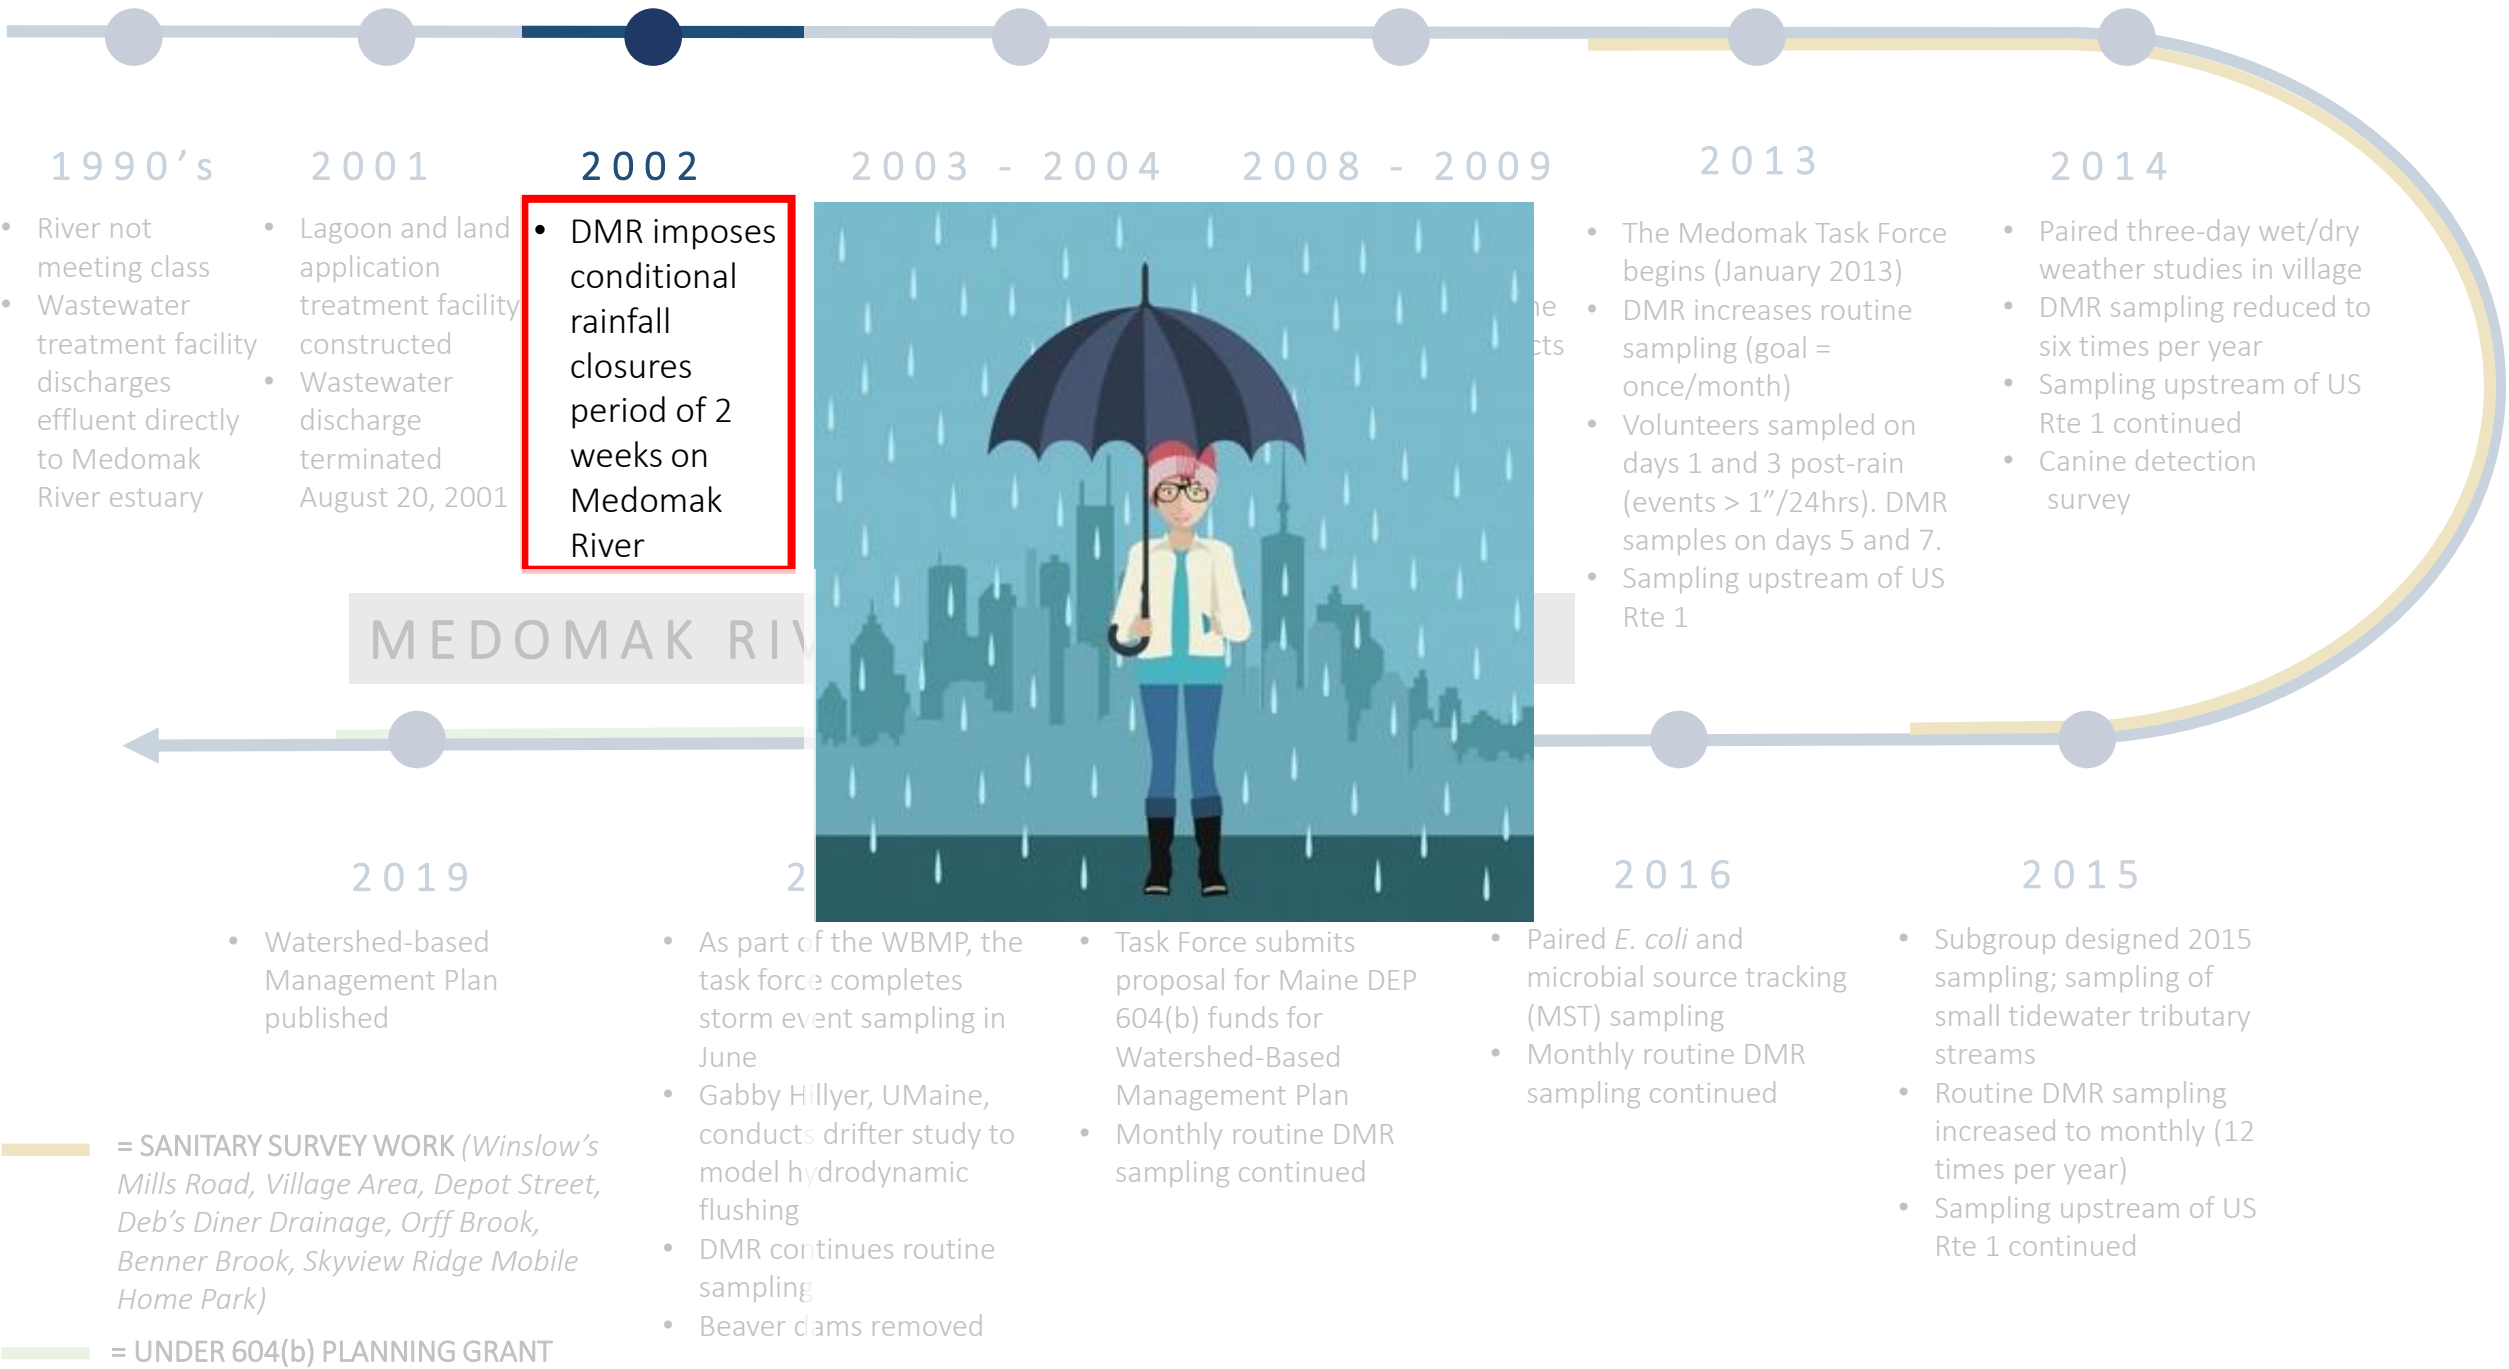 1990's
2001
2002
2003 - 2004
2008 - 2009
2013
2014
• River not
meeting class
• Wastewater
treatment facility
discharges
effluent directly
to Medomak
River estuary
• Lagoon and land
application
treatment facility
constructed
• Wastewater
discharge
terminated
August 20, 2001
• DMR imposes
conditional
rainfall
closures
period of 2
weeks on
Medomak
River
• The Medomak Task Force
begins (January 2013)
• DMR increases routine
sampling (goal =
once/month)
• Volunteers sampled on
days 1 and 3 post-rain
(events > 1”/24hrs). DMR
samples on days 5 and 7.
• Sampling upstream of US
Rte 1
• Paired three-day wet/dry
weather studies in village
• DMR sampling reduced to
six times per year
• Sampling upstream of US
Rte 1 continued
• Canine detection
survey
MEDOMAK
2019
2016
2015
• Watershed-based
Management Plan
published
• As part of the WBMP, the
task force completes
storm event sampling in
June
• Gabby Hillyer, UMaine,
conducts drifter study to
model hydrodynamic
flushing
• DMR continues routine
sampling
• Beaver dams removed
• Task Force submits
proposal for Maine DEP
604(b) funds for
Watershed-Based
Management Plan
• Monthly routine DMR
sampling continued
• Paired E. coli and
microbial source tracking
(MST) sampling
• Monthly routine DMR
sampling continued
• Subgroup designed 2015
sampling; sampling of
small tidewater tributary
streams
• Routine DMR sampling
increased to monthly (12
times per year)
• Sampling upstream of US
Rte 1 continued
= SANITARY SURVEY WORK (Winslow’s
Mills Road, Village Area, Depot Street,
Deb’s Diner Drainage, Orff Brook,
Benner Brook, Skyview Ridge Mobile
Home Park)
= UNDER 604(b) PLANNING GRANT